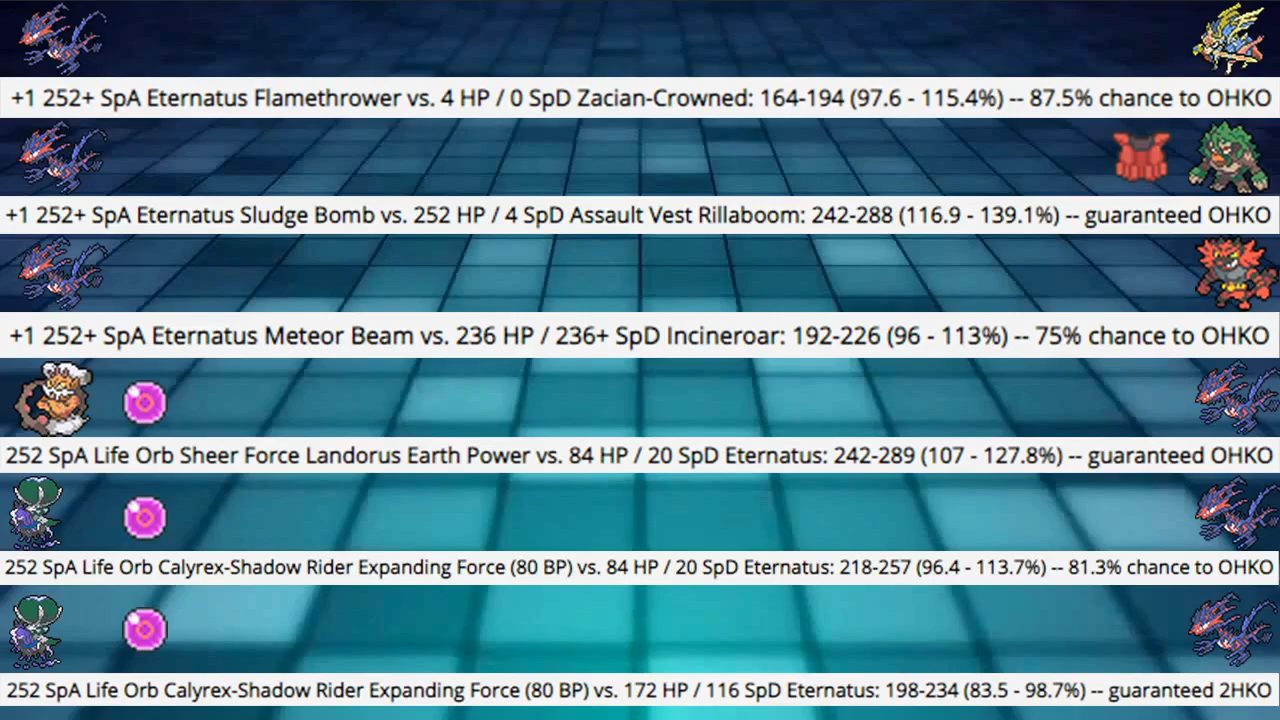 +1 252+ SpA Eternatus Flamethrower vs. 4 HP / 0 SpD Zacian-Crowned: 164-194 (97.6 - 115.4%) -- 87.5% chance to OHKO
+1 252+ SpA Eternatus Sludge Bomb vs. 252 HP / 4 SpD Assault Vest Rillaboom: 242-288 (116.9 - 139.1%) -- guaranteed OHKO
+1 252+ SpA Eternatus Meteor Beam vs. 236 HP / 236+ SpD Incineroar: 192-226 (96 - 113%) -- 75% chance to OHKO
252 SpA Life Orb Sheer Force Landorus Earth Power vs. 84 HP / 20 SpD Eternatus: 242-289 (107 - 127.8%) -- guaranteed OHKO
252 SpA Life Orb Calyrex-Shadow Rider Expanding Force (80 BP) vs. 84 HP / 20 SpD Eternatus: 218-257 (96.4 - 113.7%) -- 81.3% chance to OHKO
252 SpA Life Orb Calyrex-Shadow Rider Expanding Force (80 BP) vs. 172 HP / 116 SpD Eternatus: 198-234 (83.5 - 98.7%) -- guaranteed 2HKO